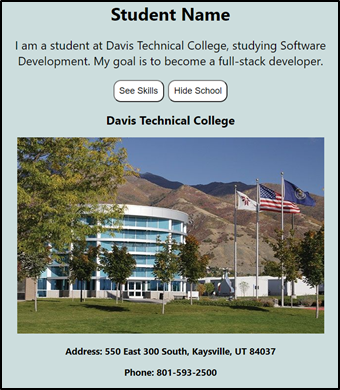 Student Name
I am a student at Davis Technical College, studying Software
Development. My goal is to become a full-stack developer.
See Skills Hide School
Davis Technical College
Address: 550 East 300 South, Kaysville, UT 84037
Phone: 801-593-2500